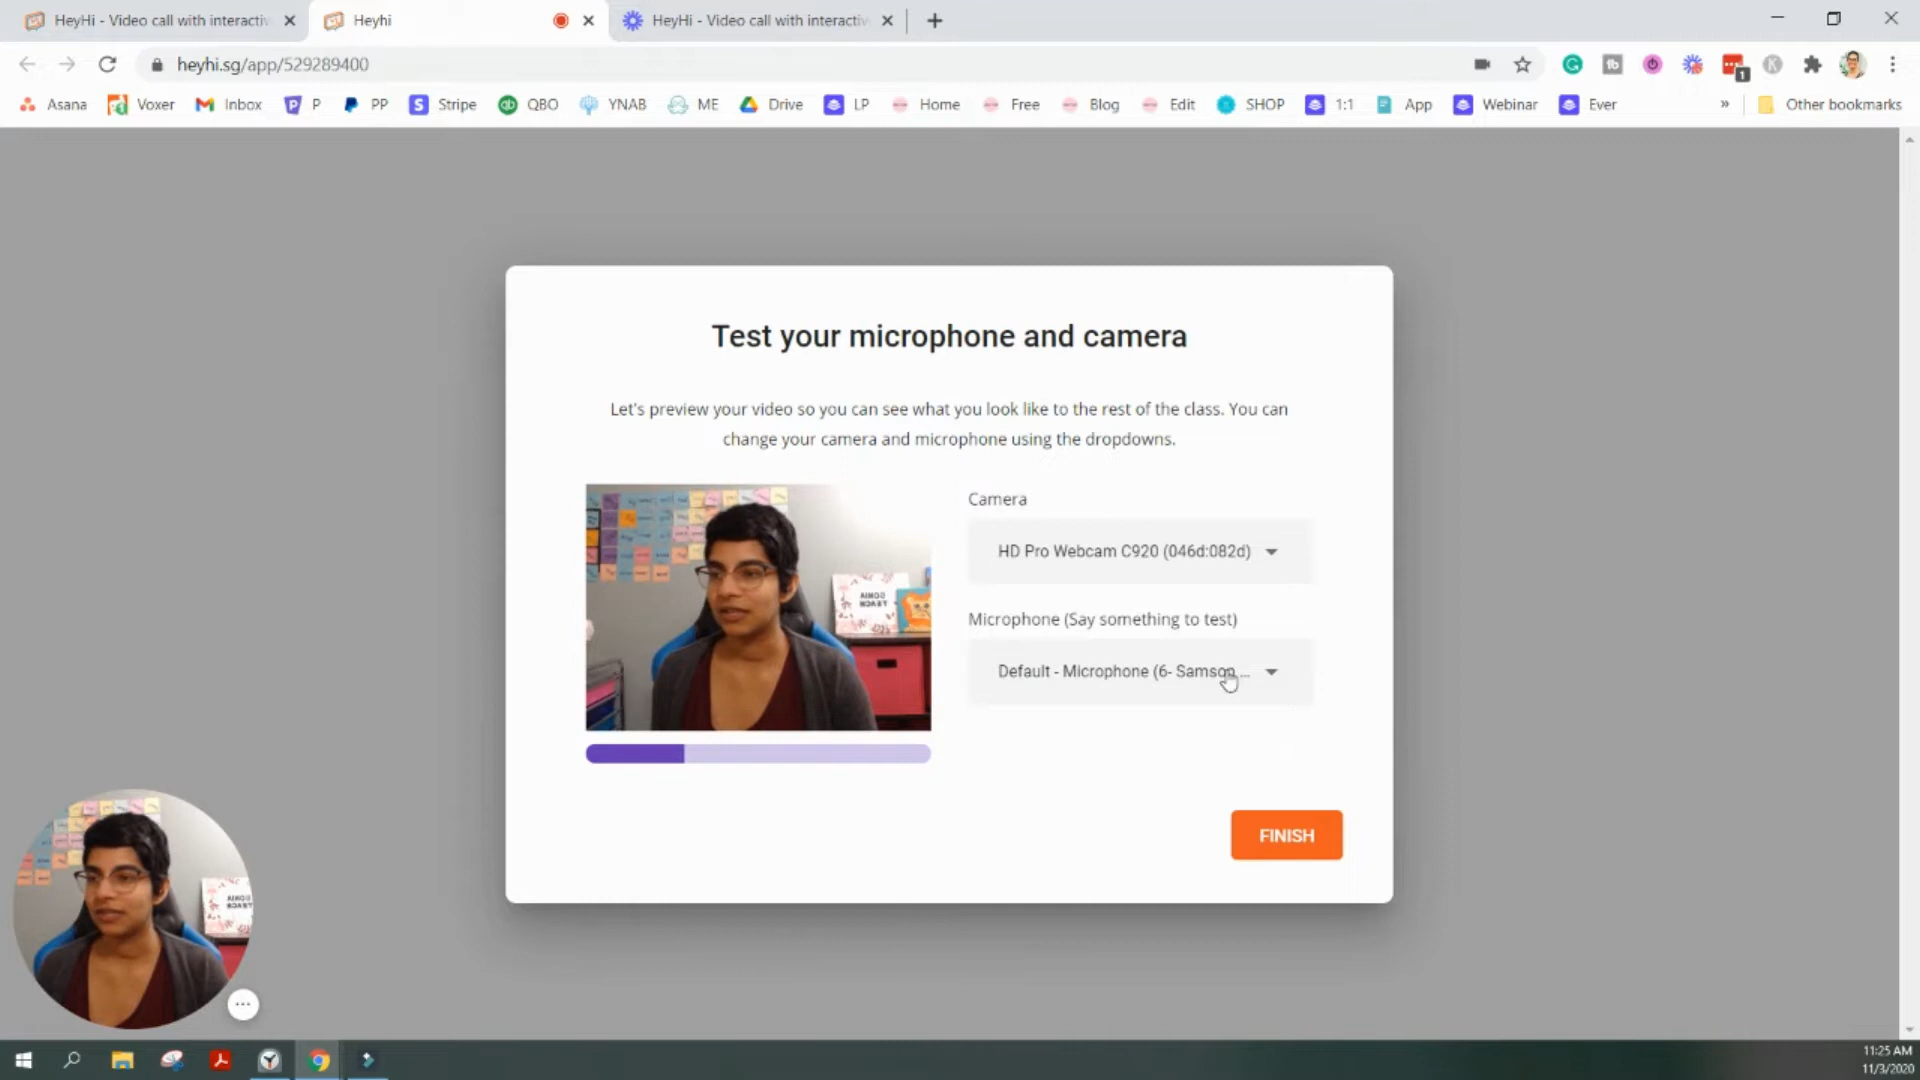 HeyHi - Video call with interactiv
Heyhi
HeyHi - Video call with interactiv
heyhi.sg/app/529289400
1
Asana
Voxer
Inbox
P
PP
Stripe
QBO
YNAB
ME
Drive
LP
Home
Free
Blog
Edit
SHOP
1:1
App
Webinar
Ever
»
Other bookmarks
Test your microphone and camera
Let's preview your video so you can see what you look like to the rest of the class. You can
change your camera and microphone using the dropdowns.
Camera
HD Pro Webcam C920 (046d:082d)
Microphone (Say something to test)
Default - Microphone (6- Samson ...
FINISH
11:25 AM
11/3/2020